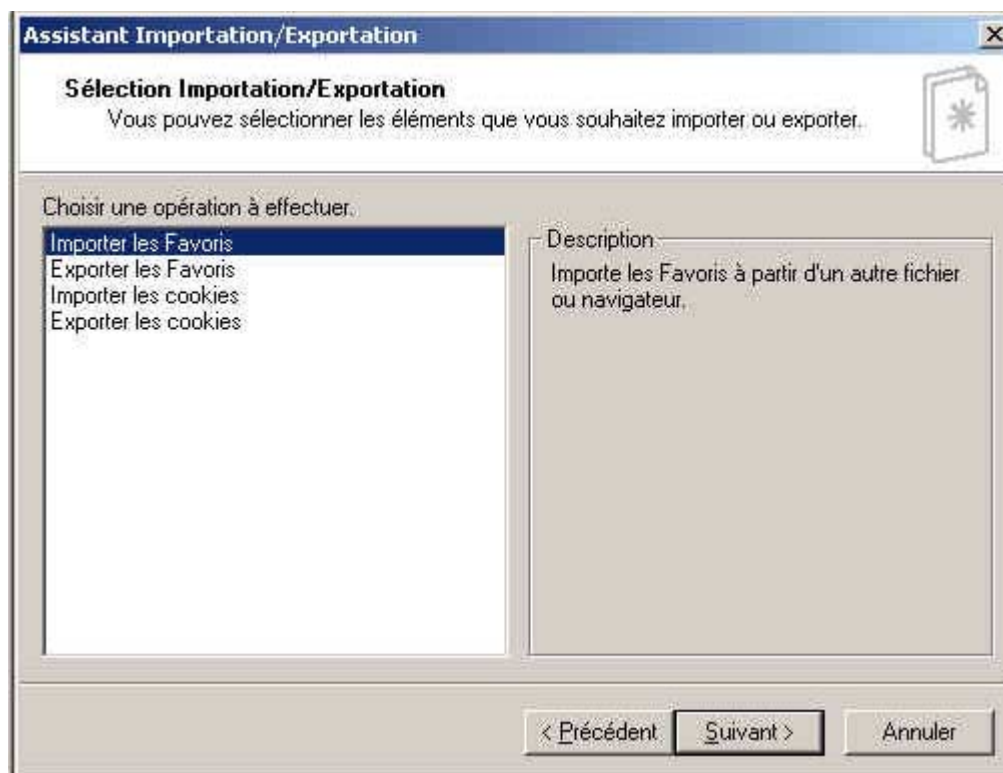 Assistant Importation/Exportation
Sélection Importation/Exportation
Vous pouvez sélectionner les éléments que vous souhaitez importer ou exporter.
Choisir une opération à effectuer.
Importer les Favoris
Exporter les Favoris
Importer les cookies
Exporter les cookies
Description
Importe les Favoris à partir d'un autre fichier
ou navigateur.
< Précédent
Suivant >
Annuler